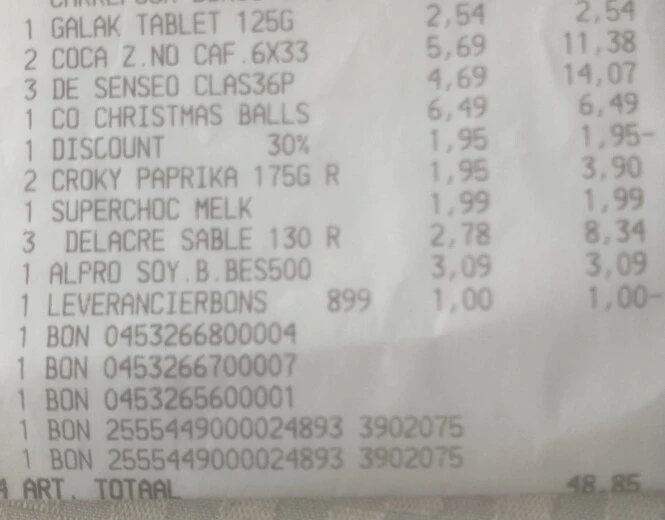 1 GALAK TABLET 125G 2,54 2,54
2 COCA Z.NO CAF.6X33 5,69 11,38
3 DE SENSEO CLAS36P 4,69 14,07
1 CO CHRISTMAS BALLS 6,49 6,49
1 DISCOUNT 30% 1,95 1,95-
2 CROKY PAPRIKA 175G R 1,95 3,90
1 SUPERCHOC MELK 1,99 1,99
3 DELACRE SABLE 130 R 2,78 8,34
1 ALPRO SOY.B.BES500 3,09 3,09
1 LEVERANCIERBONS 899 1,00 1,00-
1 BON 0453266800004
1 BON 0453266700007
1 BON 0453265600001
1 BON 2555449000024893 3902075
1 BON 2555449000024893 3902075
ART. TOTAAL 48,85